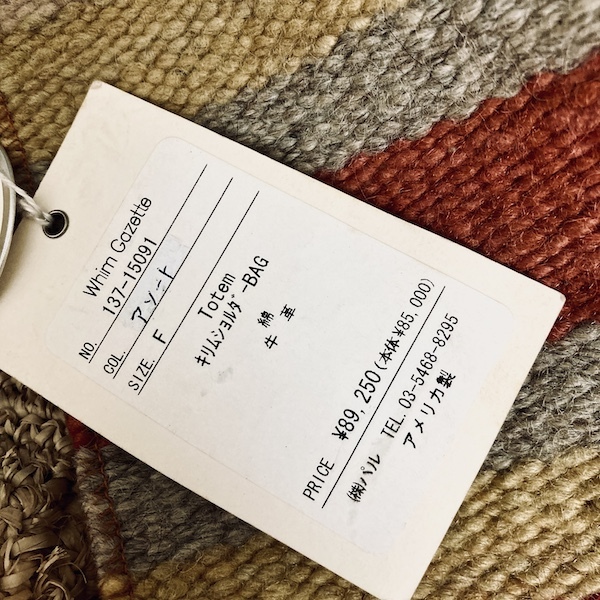 Whim Gazette
NO. 137-15091
COL. アソート
SIZE. F
Totem
キリムショルダーBAG
綿
牛 革
PRICE ¥89,250(本体¥85,000)
㈱パル TEL.03-5468-8295
アメリカ製